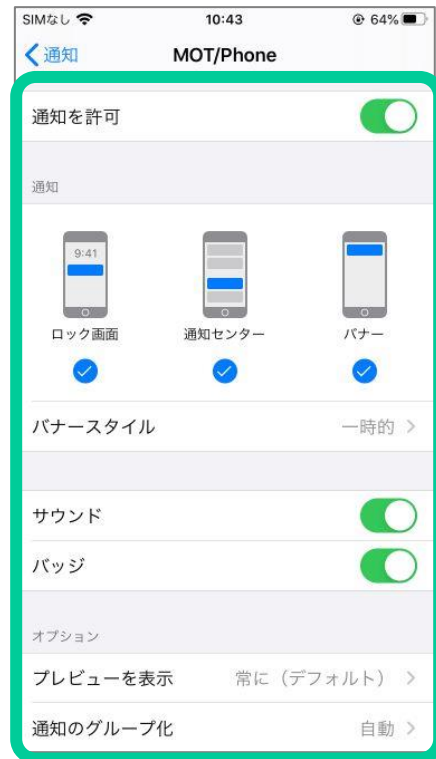 SIMなし 10:43 64%
通知 MOT/Phone
通知を許可
通知
9:41
ロック画面 通知センター バナー
バナースタイル 一時的
サウンド
バッジ
オプション
プレビューを表示 常に（デフォルト）
通知のグループ化 自動